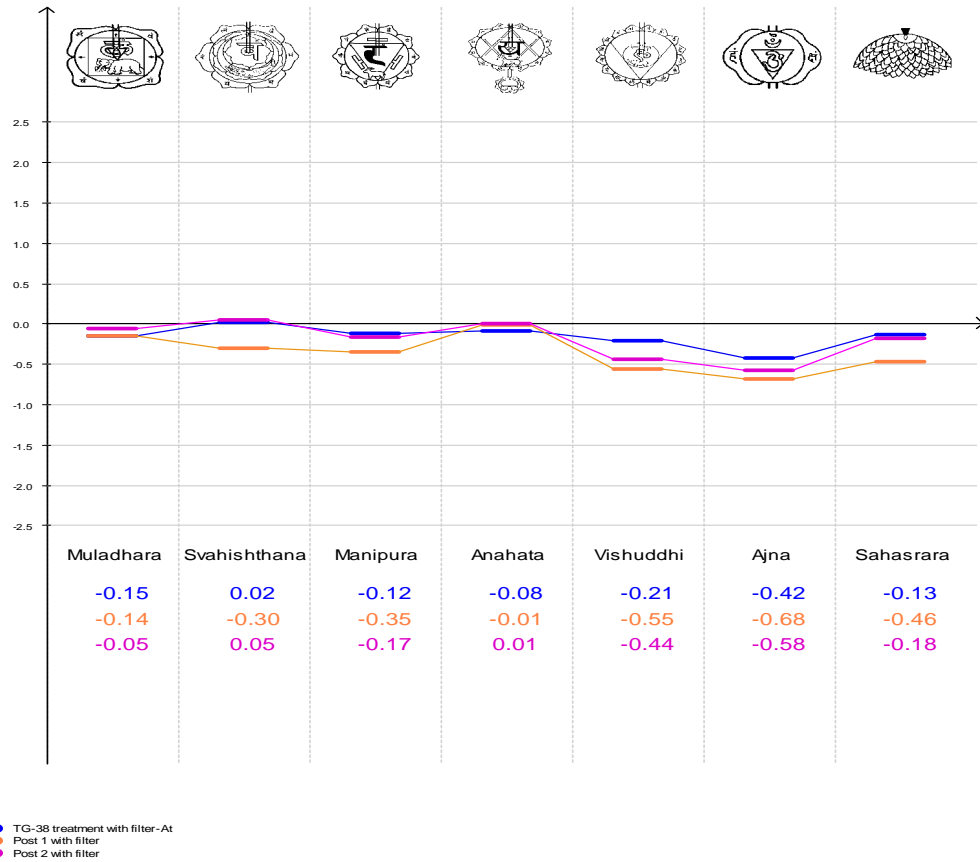 2.5
2.0
1.5
1.0
0.5
0.0
-0.5
-1.0
-1.5
-2.0
-2.5
Muladhara Svahishthana Manipura Anahata Vishuddhi Ajna Sahasrara
-0.15 0.02 -0.12 -0.08 -0.21 -0.42 -0.13
-0.14 -0.30 -0.35 -0.01 -0.55 -0.68 -0.46
-0.05 0.05 -0.17 0.01 -0.44 -0.58 -0.18
TG-38 treatment with filter-At
Post 1 with filter
Post 2 with filter